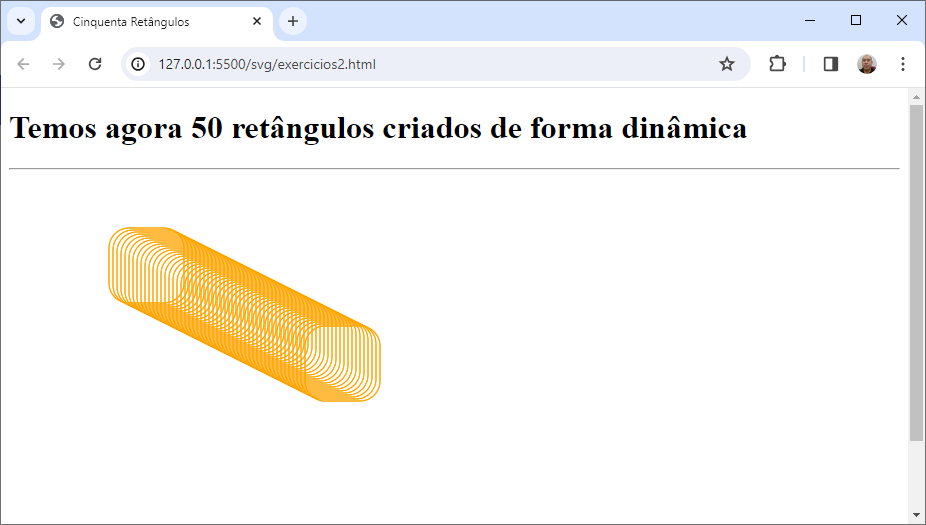 Cinquenta Retângulos
127.0.0.1:5500/svg/exercicios2.html
Temos agora 50 retângulos criados de forma dinâmica